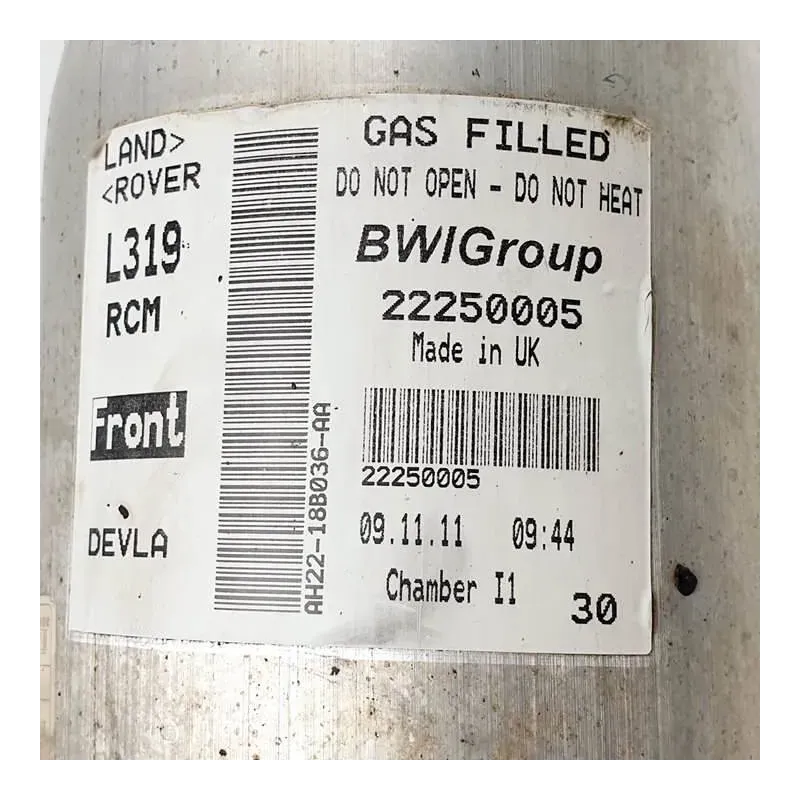 LAND>
<ROVER
L319
RCM
Front
DEVLA
AH22-18B036-AA
GAS FILLED
DO NOT OPEN - DO NOT HEAT
BWIGroup
22250005
Made in UK
22250005
09.11.11 09:44
Chamber I1
30